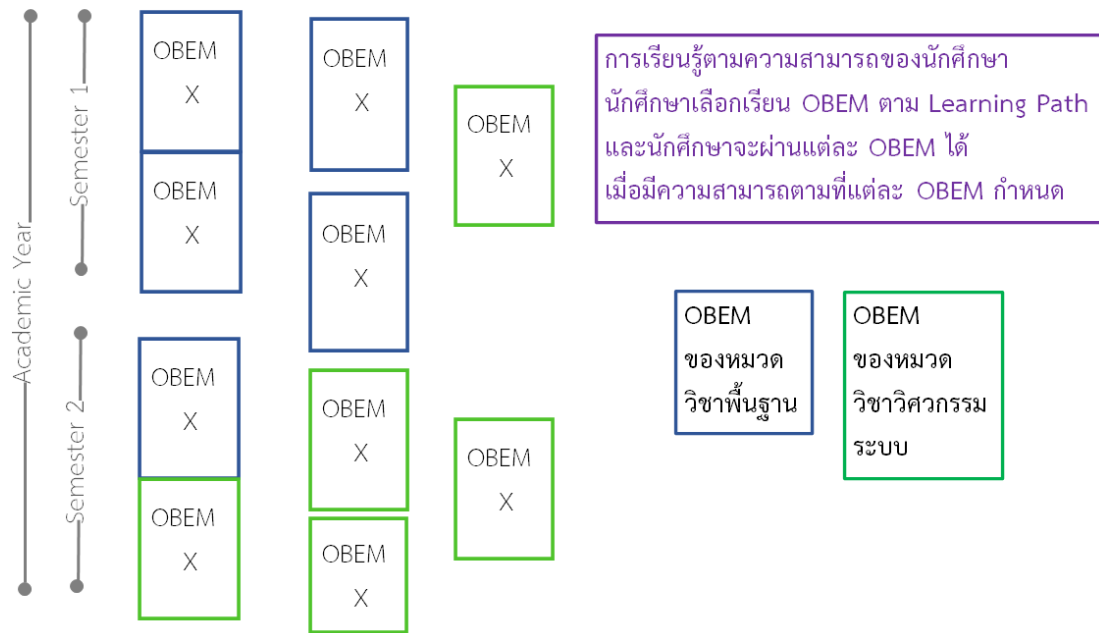 Academic Year
Semester 1
Semester 2
OBEM
X
OBEM
X
OBEM
X
OBEM
X
OBEM
X
OBEM
X
OBEM
X
OBEM
X
OBEM
X
OBEM
X
การเรียนรู้ตามความสามารถของนักศึกษา
นักศึกษาเลือกเรียน OBEM ตาม Learning Path
และนักศึกษาจะผ่านแต่ละ OBEM ได้
เมื่อมีความสามารถตามที่แต่ละ OBEM กำหนด
OBEM
ของหมวด
วิชาพื้นฐาน
OBEM
ของหมวด
วิชาวิศวกรรม
ระบบ